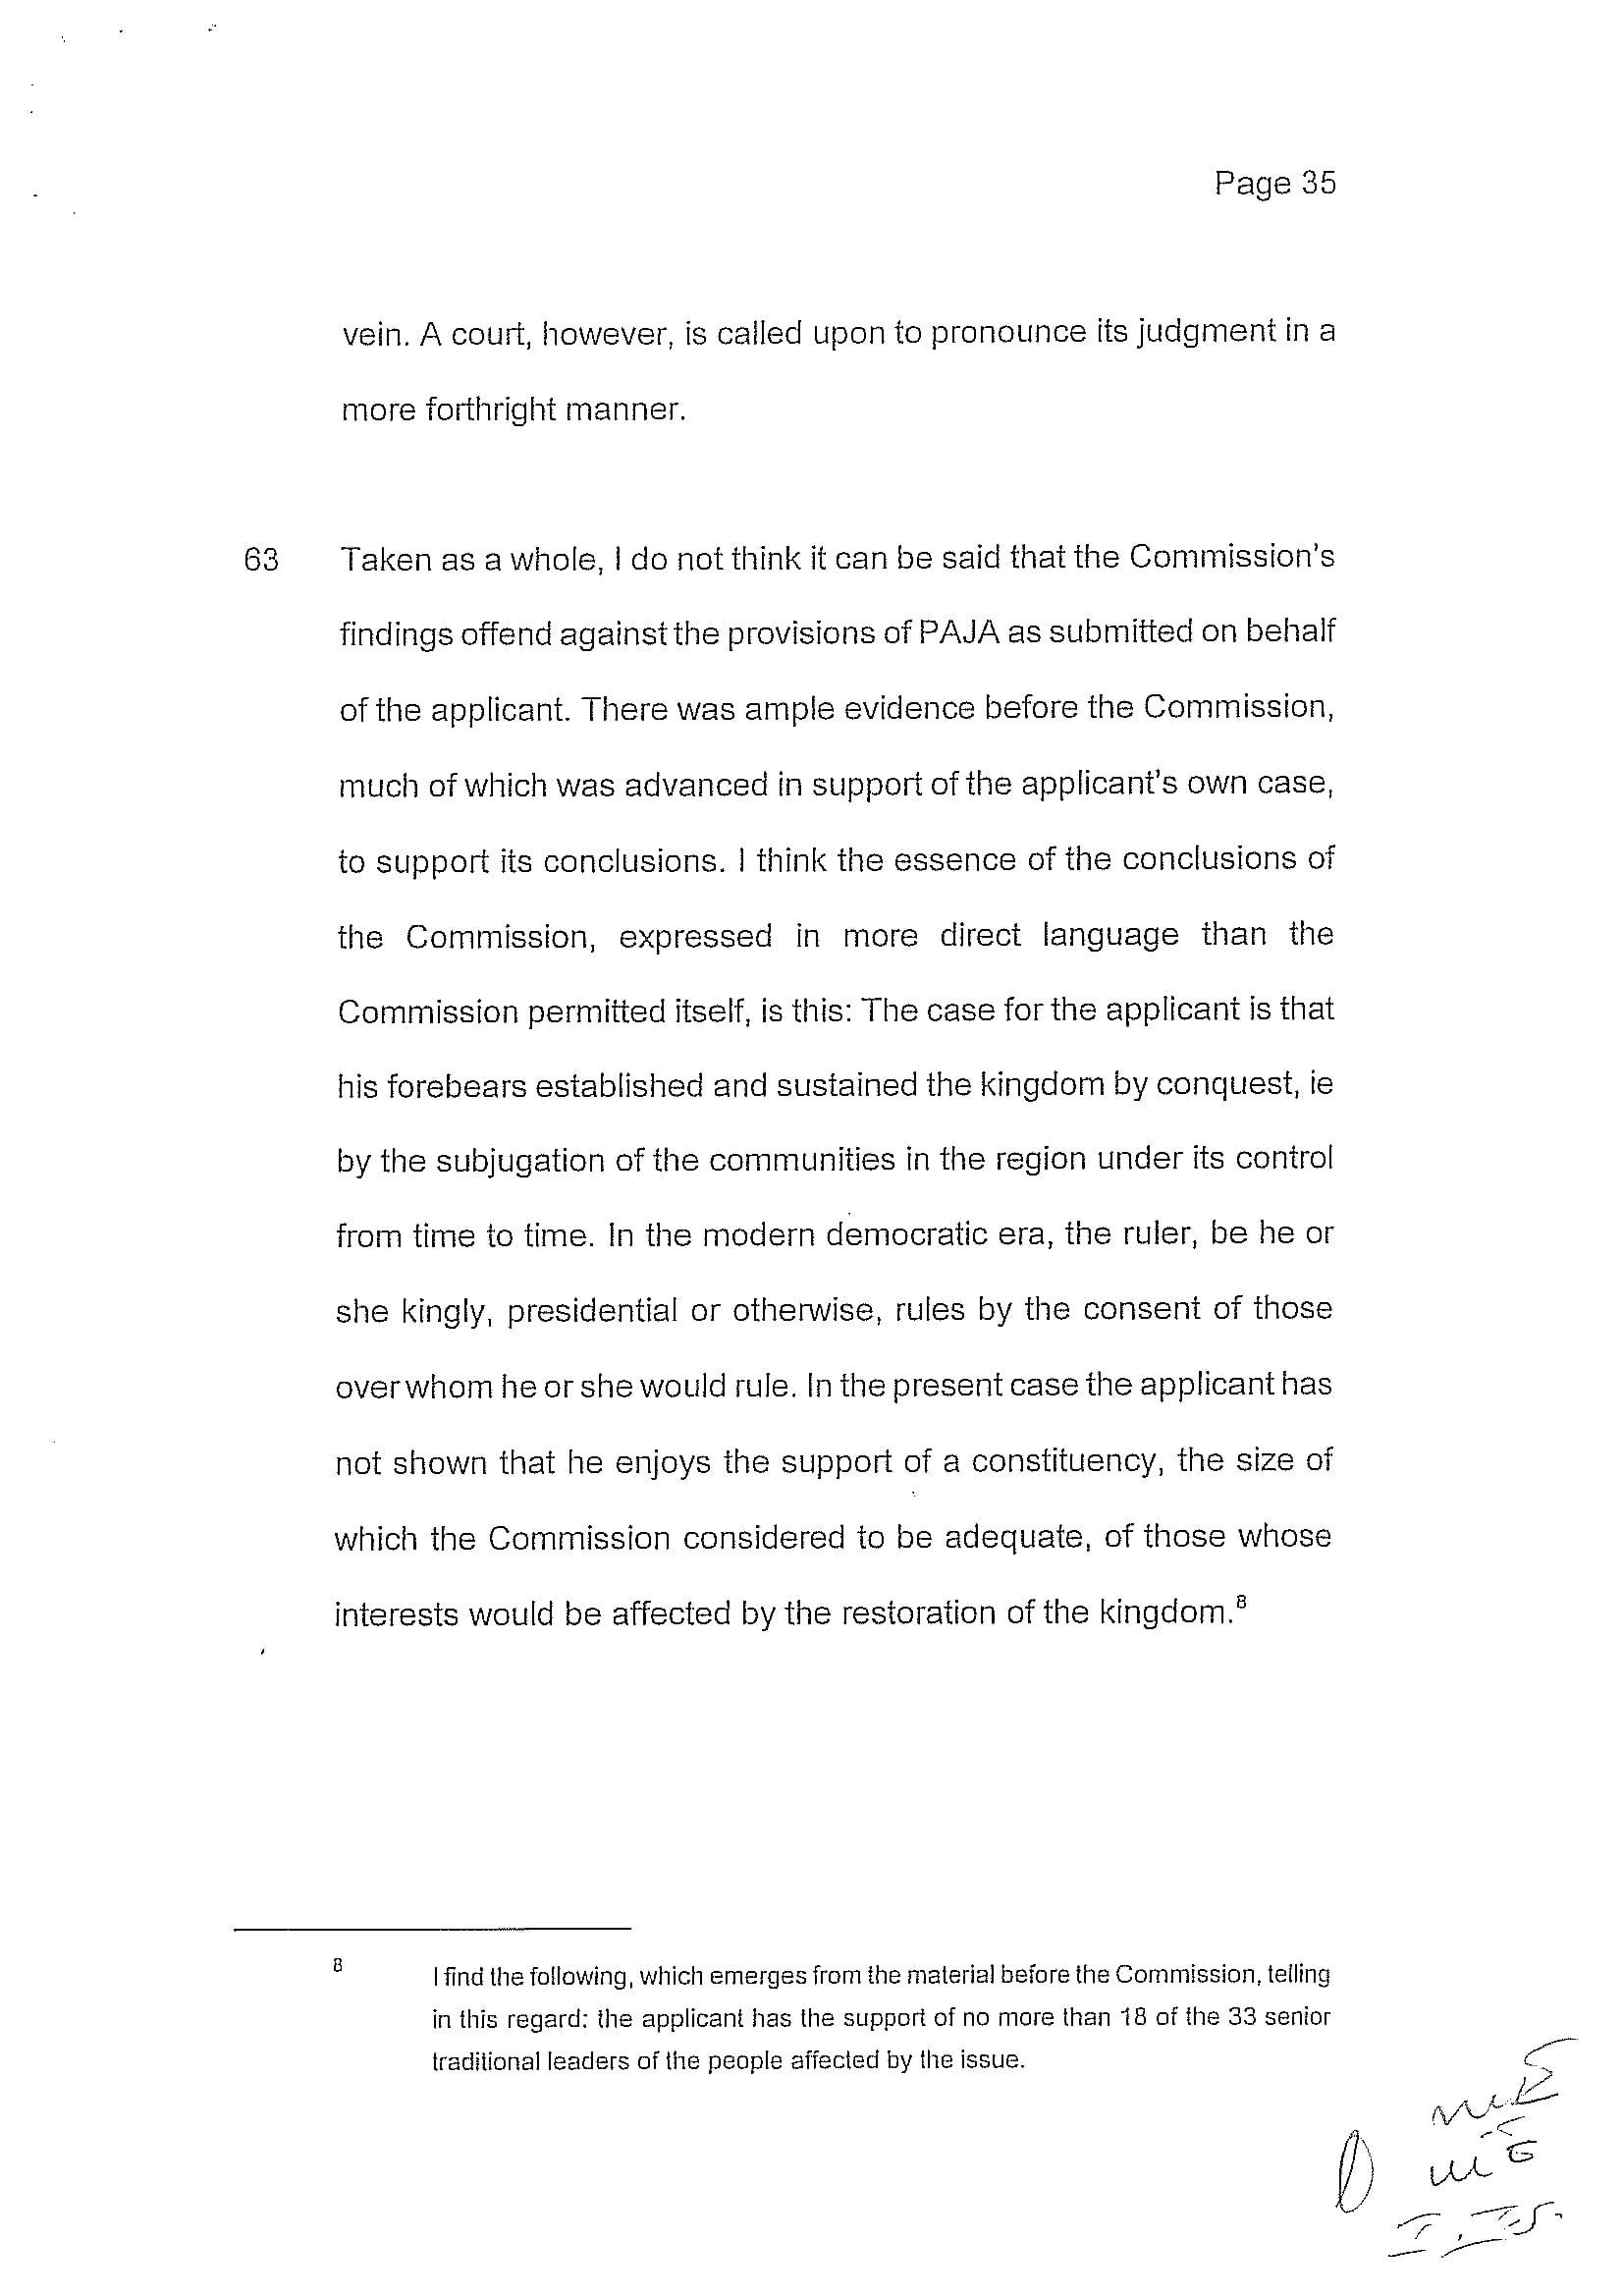 Page 35
vein. A court, however, is called upon to pronounce its judgment in a
more forthright manner.
63 Taken as a whole, I do not think it can be said that the Commission's
findings offend against the provisions of PAJA as submitted on behalf
of the applicant. There was ample evidence before the Commission,
much of which was advanced in support of the applicant's own case,
to support its conclusions. I think the essence of the conclusions of
the Commission, expressed in more direct language than the
Commission permitted itself, is this: The case for the applicant is that
his forebears established and sustained the kingdom by conquest, ie
by the subjugation of the communities in the region under its control
from time to time. In the modern democratic era, the ruler, be he or
she kingly, presidential or otherwise, rules by the consent of those
over whom he or she would rule. In the present case the applicant has
not shown that he enjoys the support of a constituency, the size of
which the Commission considered to be adequate, of those whose
interests would be affected by the restoration of the kingdom.8
8 I find the following, which emerges from the material before the Commission, telling
in this regard: the applicant has the support of no more than 18 of the 33 senior
traditional leaders of the people affected by the issue.